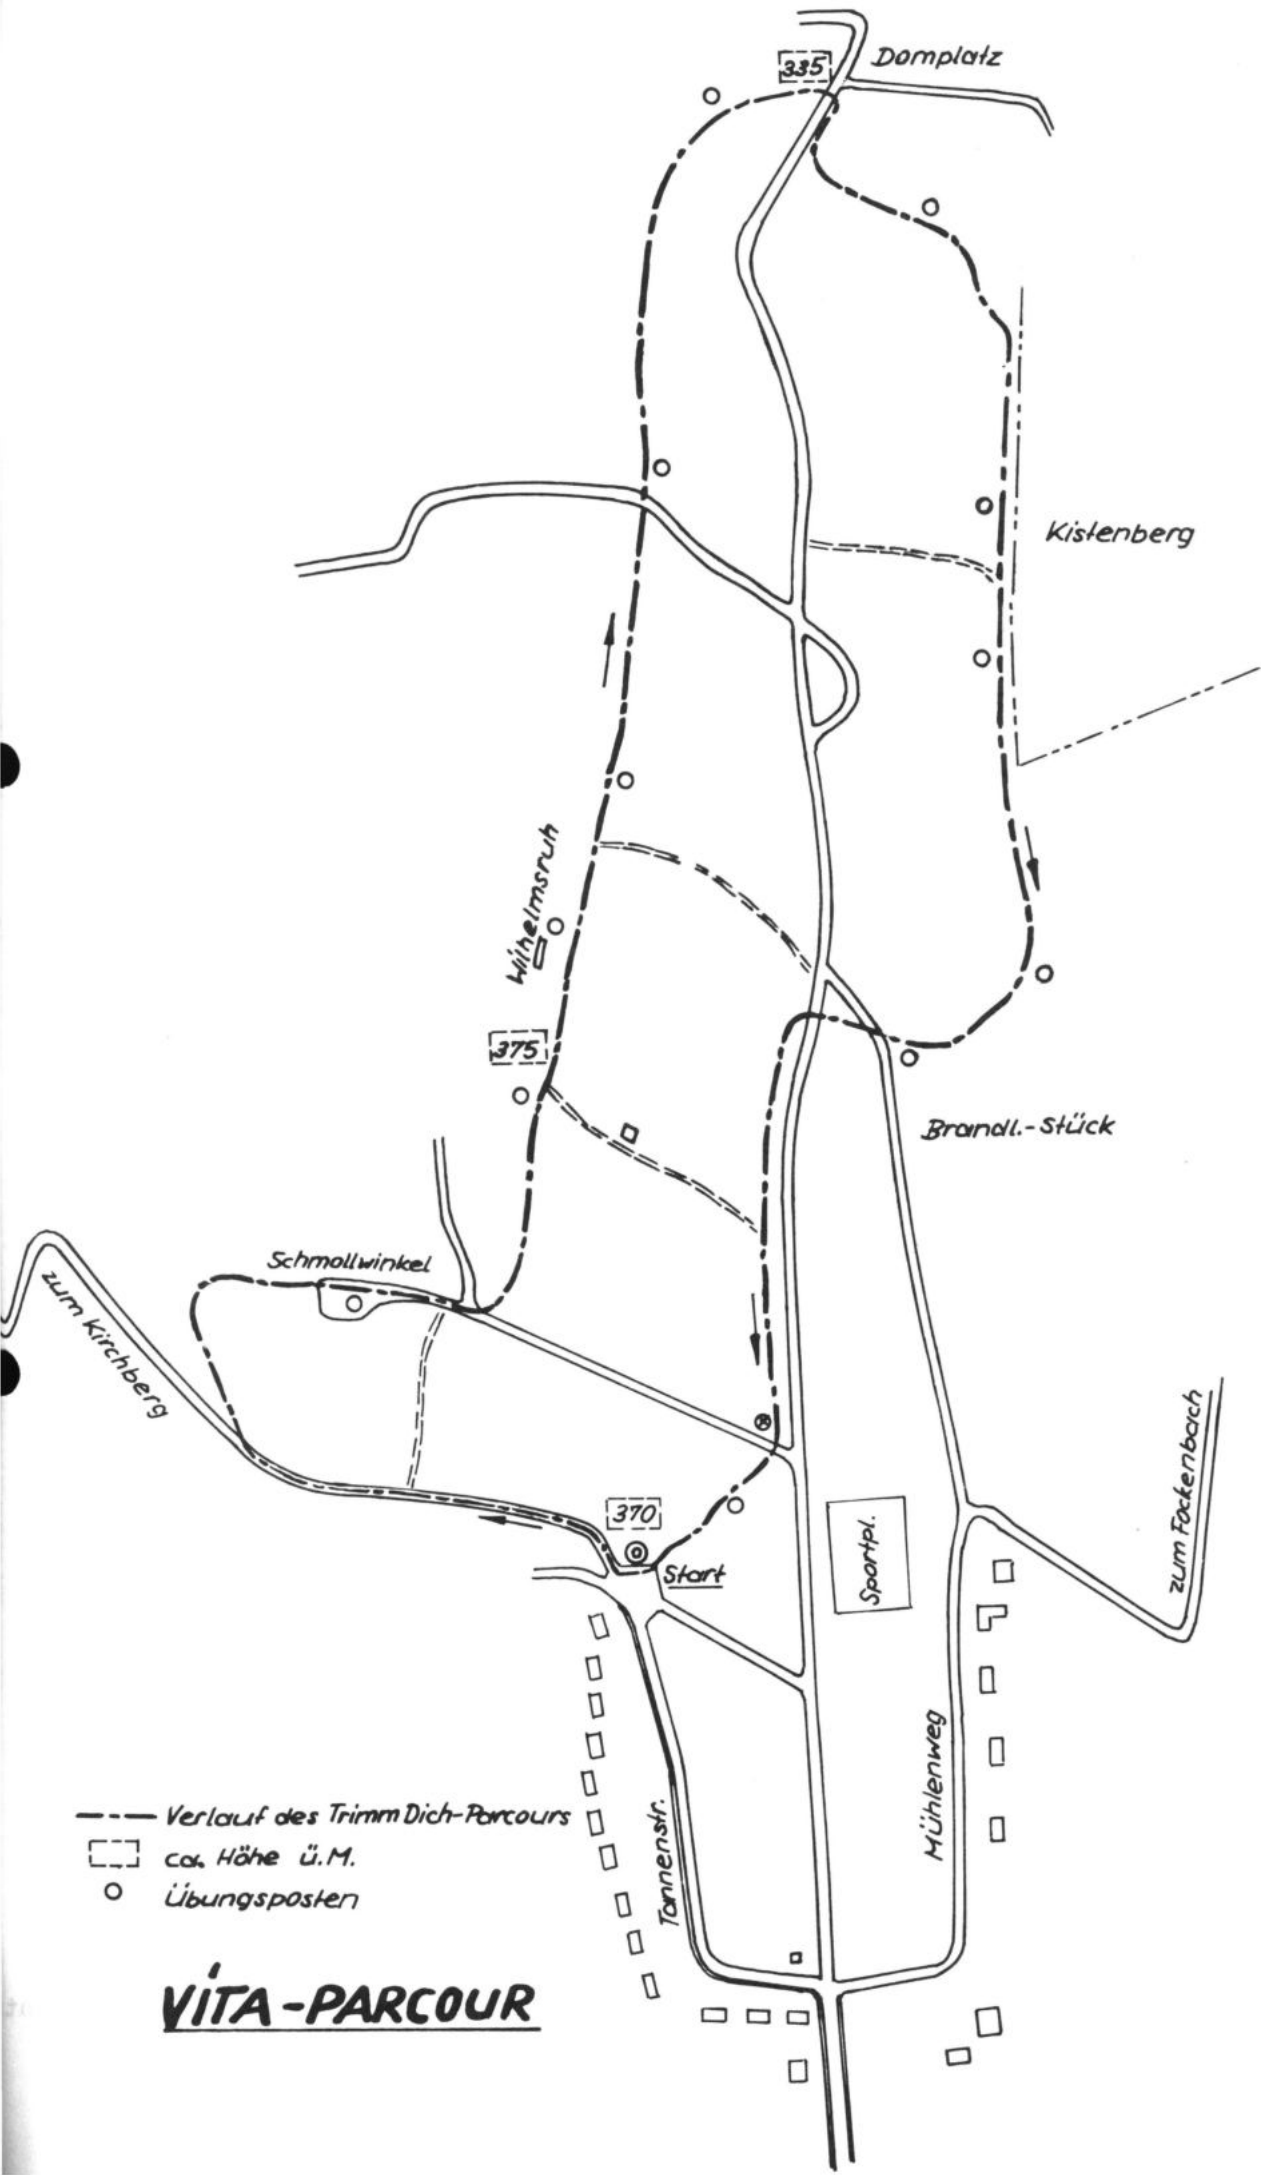 335
Domplatz
Kistenberg
Wilhelmsruh
375
Brandl.-Stück
Schmollwinkel
zum Kirchberg
370
Start
Sportpl.
zum Fockenbach
Mühlenweg
Tannenstr.
Verlauf des Trimm Dich-Parcours
ca. Höhe ü.M.
Übungsposten
VITA-PARCOUR